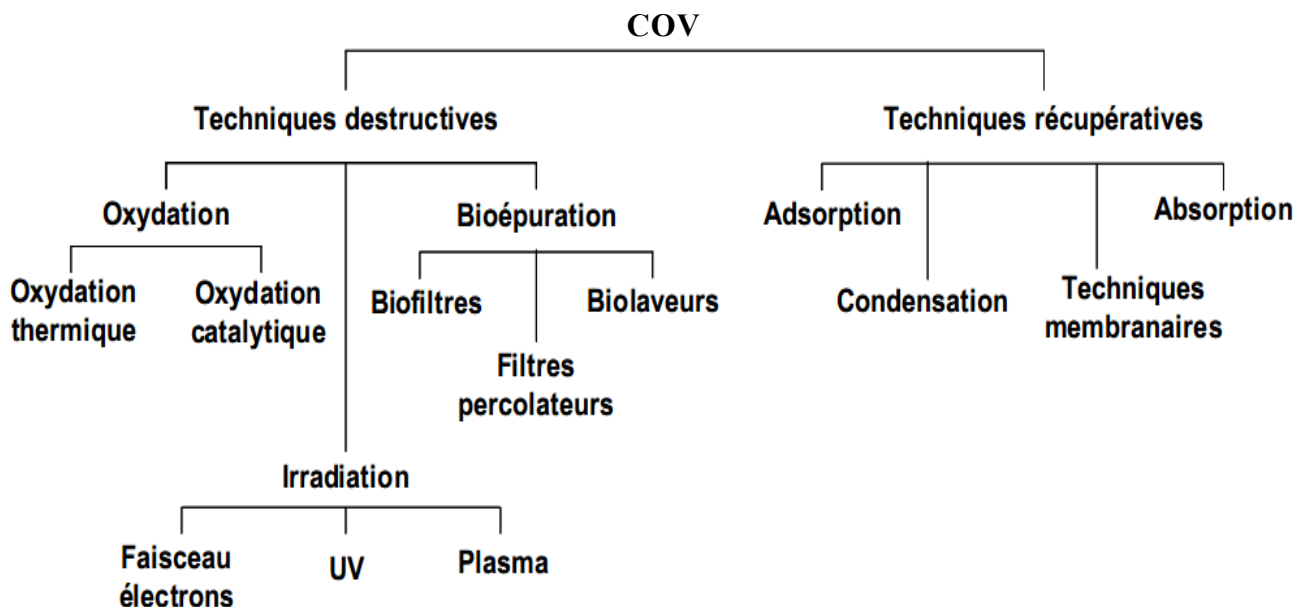 COV
Techniques destructives
Techniques récupératives
Oxydation
Bioépuration
Adsorption
Absorption
Oxydation
thermique
Oxydation
catalytique
Biofiltres
Biolaveurs
Condensation
Techniques
membranaires
Filtres
percolateurs
Irradiation
Faisceau
électrons
UV
Plasma